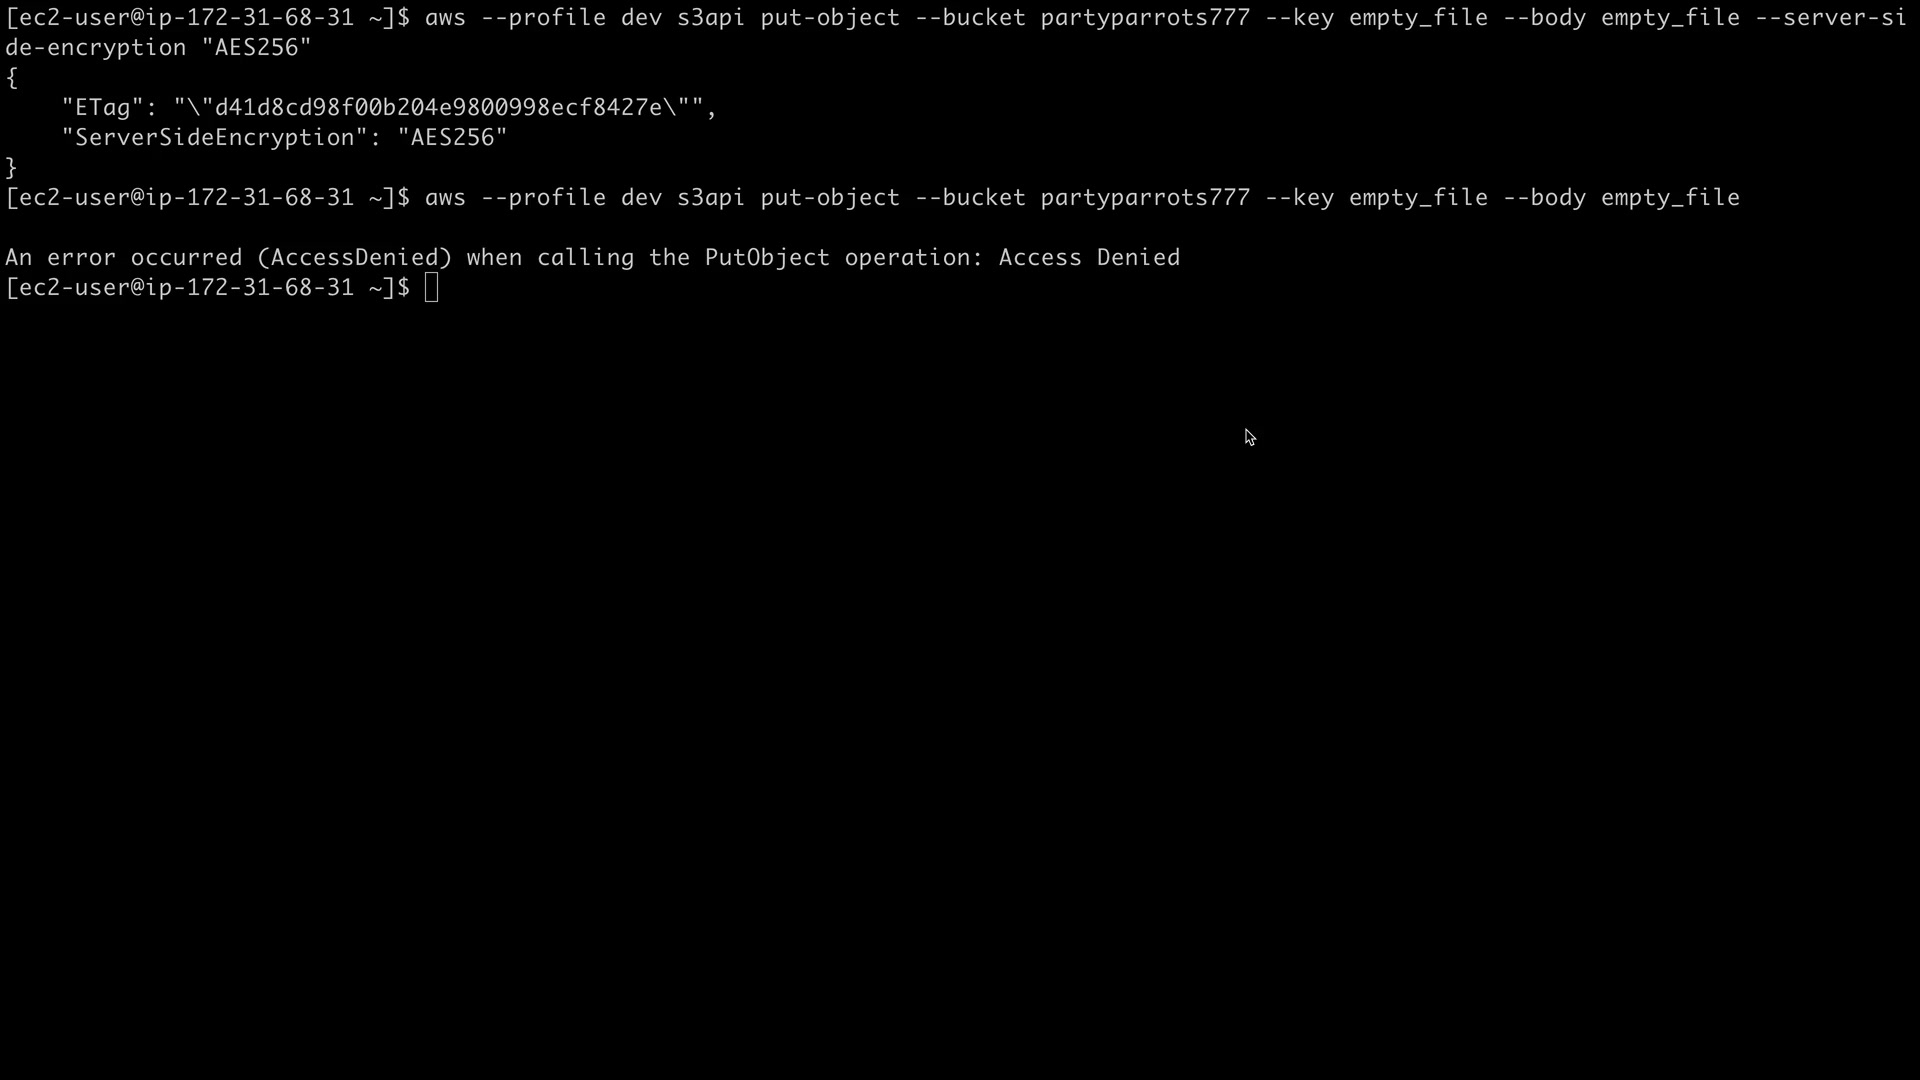 [ec2-user@ip-172-31-68-31 ~]$ aws --profile dev s3api put-object --bucket partyparrots777 --key empty_file --body empty_file --server-si
de-encryption "AES256"
{
    "ETag": "\"d41d8cd98f00b204e9800998ecf8427e\"",
    "ServerSideEncryption": "AES256"
}
[ec2-user@ip-172-31-68-31 ~]$ aws --profile dev s3api put-object --bucket partyparrots777 --key empty_file --body empty_file

An error occurred (AccessDenied) when calling the PutObject operation: Access Denied
[ec2-user@ip-172-31-68-31 ~]$